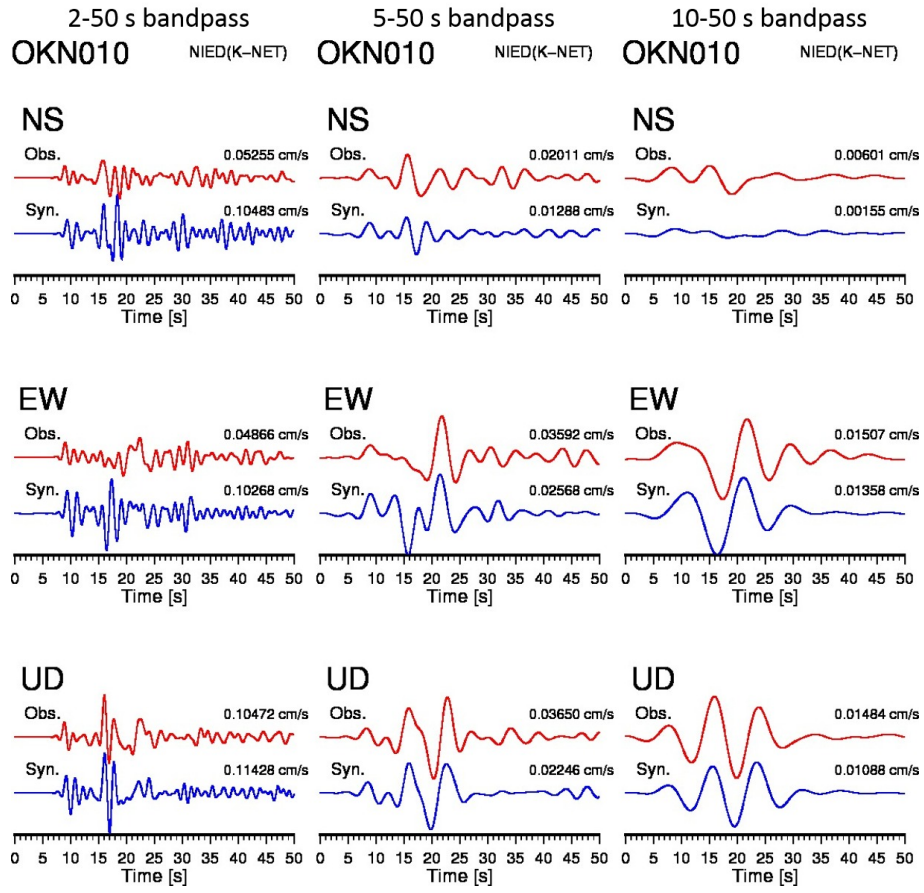 2-50 s bandpass 5-50 s bandpass 10-50 s bandpass
OKN010 NIED(K-NET) OKN010 NIED(K-NET) OKN010 NIED(K-NET)
NS NS NS
Obs. 0.05255 cm/s Obs. 0.02011 cm/s Obs. 0.00601 cm/s
Syn. 0.10483 cm/s Syn. 0.01288 cm/s Syn. 0.00155 cm/s
0 5 10 15 20 25 30 35 40 45 50 0 5 10 15 20 25 30 35 40 45 50 0 5 10 15 20 25 30 35 40 45 50
Time [s] Time [s] Time [s]
EW EW EW
Obs. 0.04866 cm/s Obs. 0.03592 cm/s Obs. 0.01507 cm/s
Syn. 0.10268 cm/s Syn. 0.02568 cm/s Syn. 0.01358 cm/s
0 5 10 15 20 25 30 35 40 45 50 0 5 10 15 20 25 30 35 40 45 50 0 5 10 15 20 25 30 35 40 45 50
Time [s] Time [s] Time [s]
UD UD UD
Obs. 0.10472 cm/s Obs. 0.03650 cm/s Obs. 0.01484 cm/s
Syn. 0.11428 cm/s Syn. 0.02246 cm/s Syn. 0.01088 cm/s
0 5 10 15 20 25 30 35 40 45 50 0 5 10 15 20 25 30 35 40 45 50 0 5 10 15 20 25 30 35 40 45 50
Time [s] Time [s] Time [s]